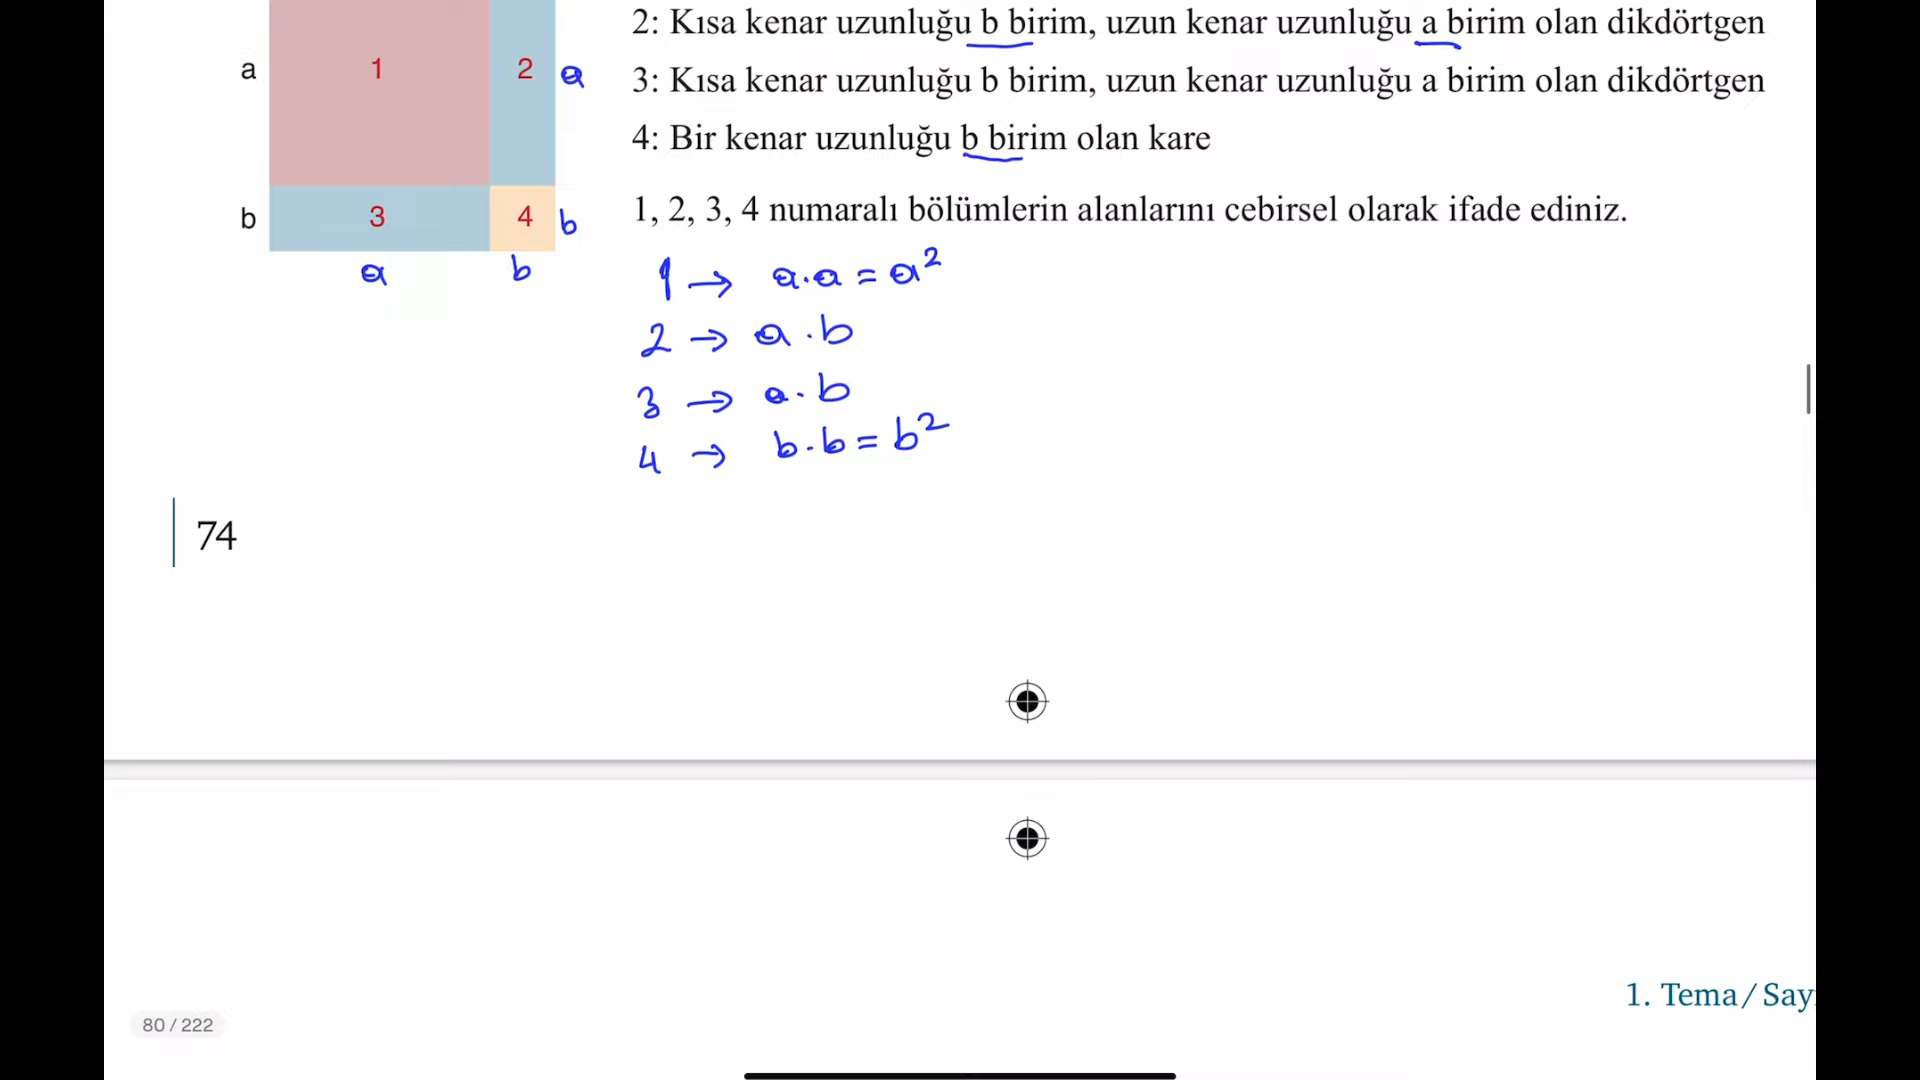 2: Kısa kenar uzunluğu b birim, uzun kenar uzunluğu a birim olan dikdörtgen
a 1 2 a
3: Kısa kenar uzunluğu b birim, uzun kenar uzunluğu a birim olan dikdörtgen
4: Bir kenar uzunluğu b birim olan kare
b 3 4 b
a b
1, 2, 3, 4 numaralı bölümlerin alanlarını cebirsel olarak ifade ediniz.
1 → a.a = a²
2 → a.b
3 → a.b
4 → b.b = b²
74
1. Tema / Say
80 / 222